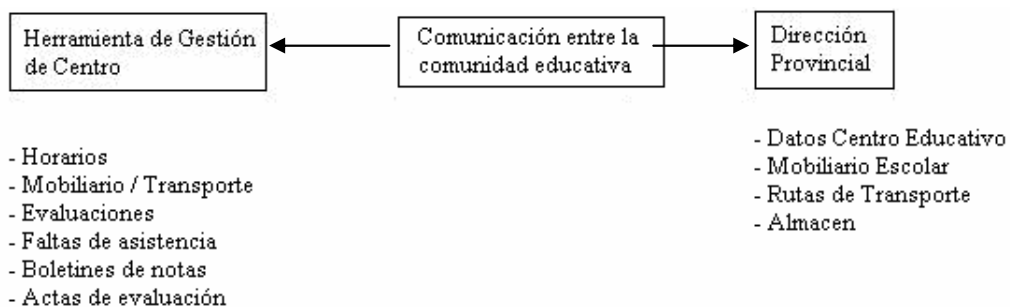 Herramienta de Gestión
de Centro
Comunicación entre la
comunidad educativa
Dirección
Provincial
- Horarios
- Mobiliario / Transporte
- Evaluaciones
- Faltas de asistencia
- Boletines de notas
- Actas de evaluación
- Datos Centro Educativo
- Mobiliario Escolar
- Rutas de Transporte
- Almacen